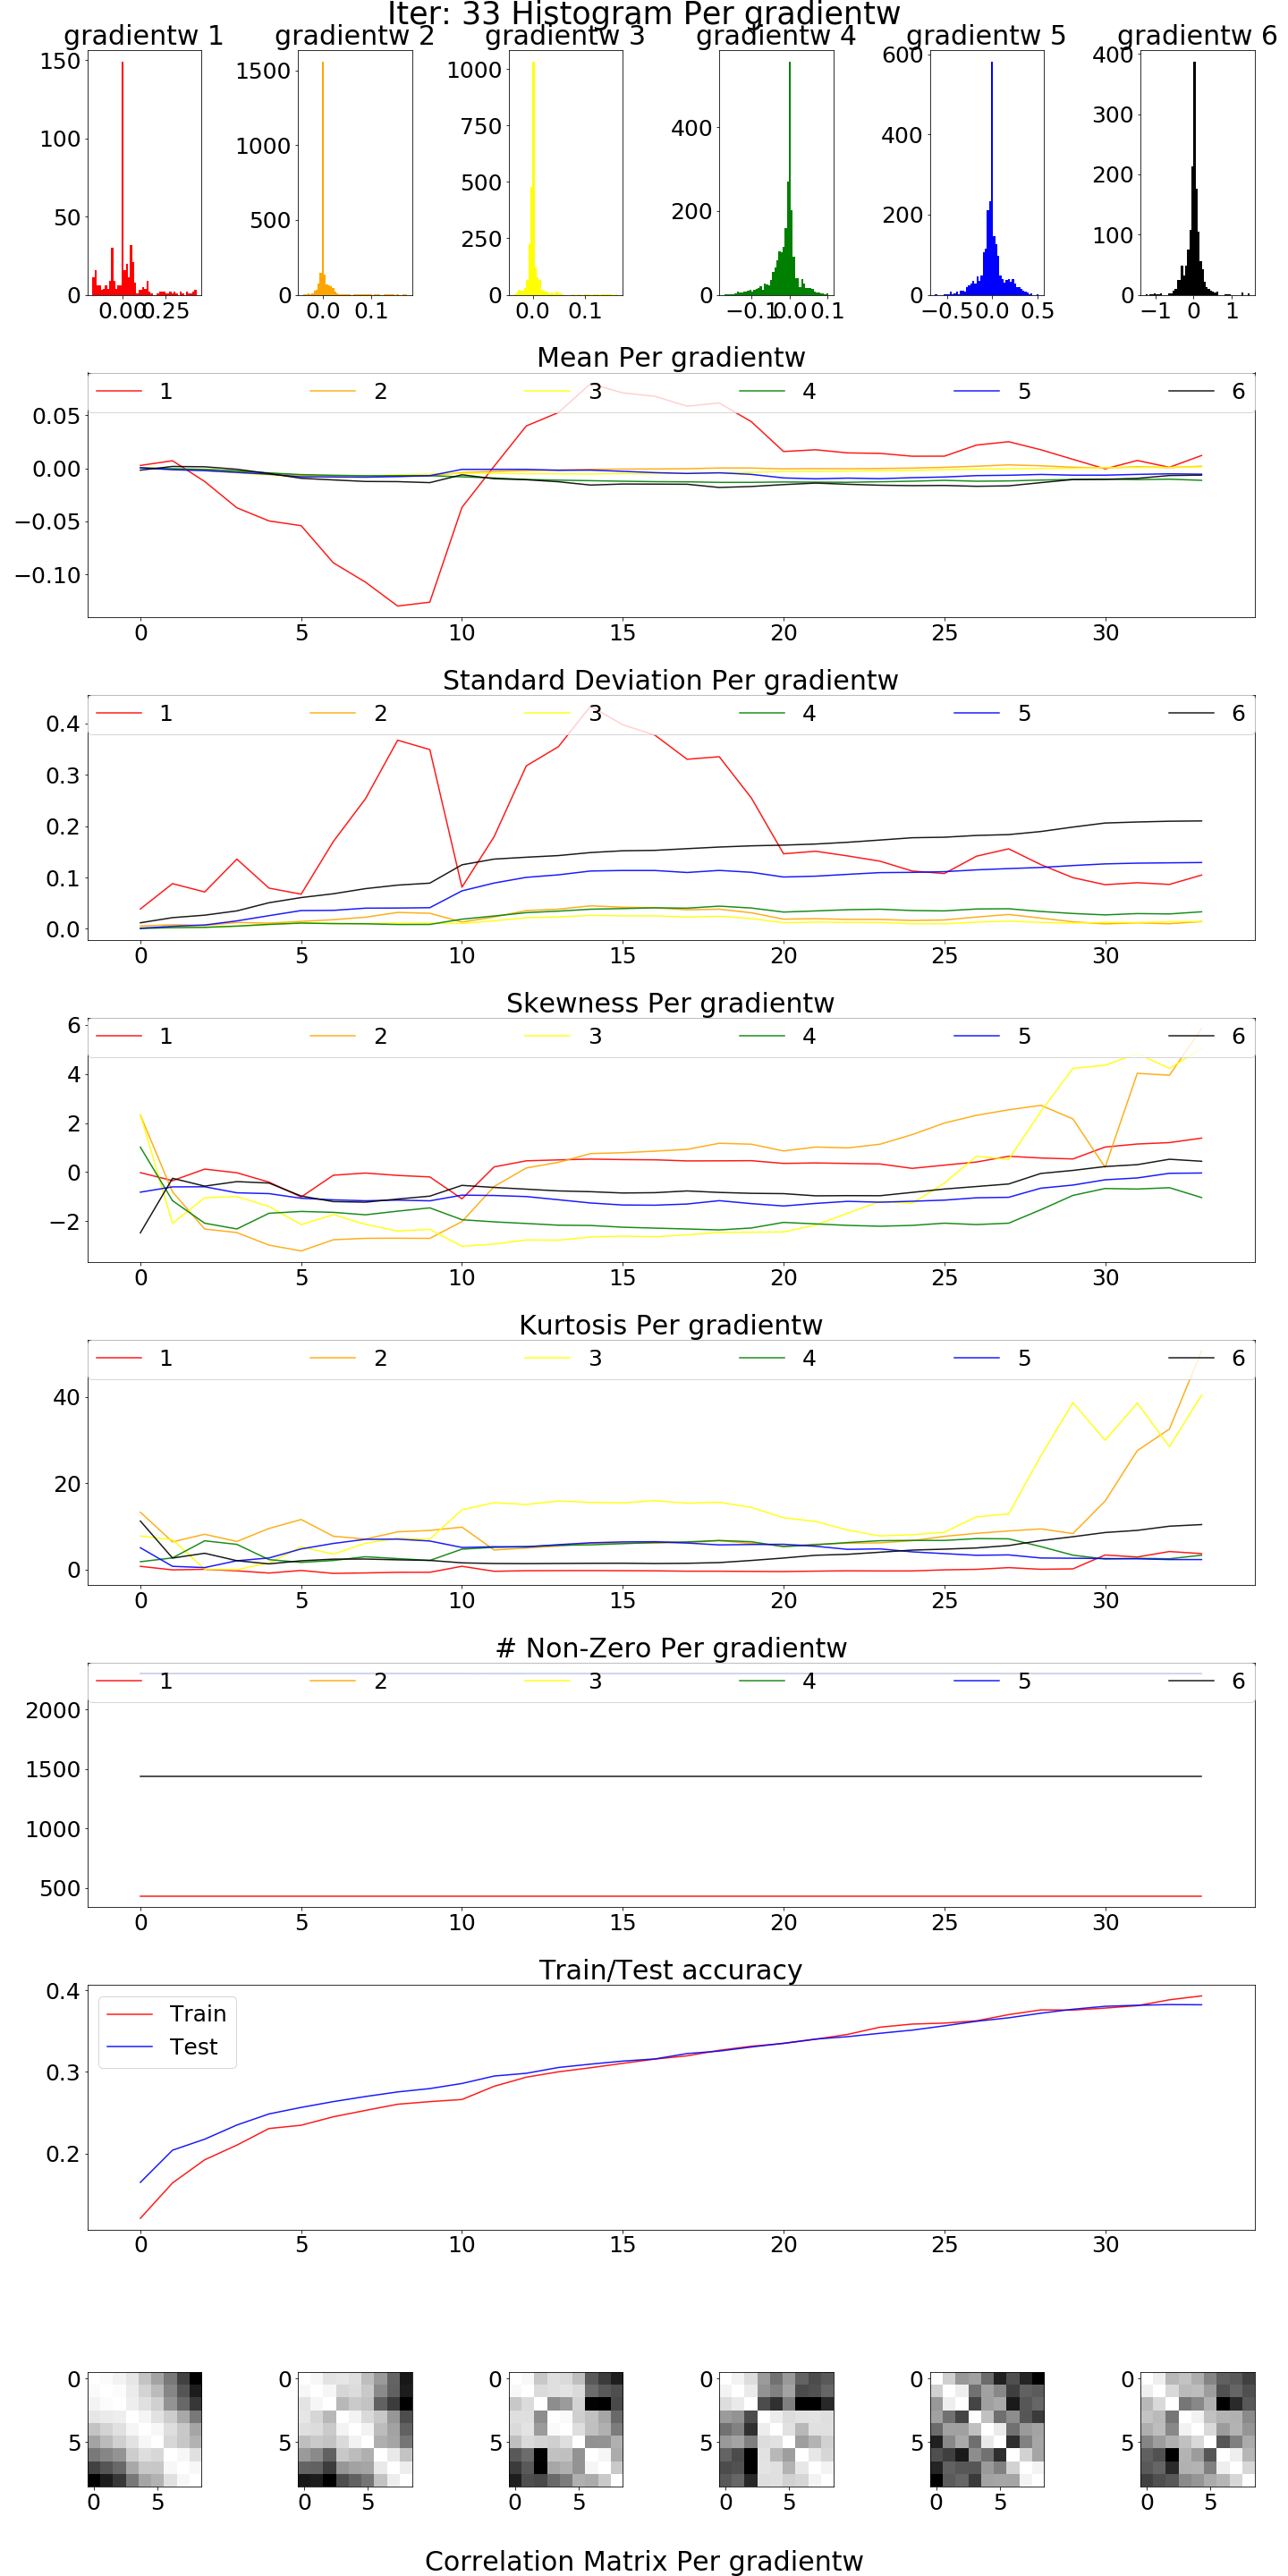 Iter: 33 Histogram Per gradientw
gradientw 1 gradientw 2 gradientw 3 gradientw 4 gradientw 5 gradientw 6
150 1500 1000 400 600 400
100 1000 750 200 400 300
50 500 500 0 200 200
0 0 250 0 100
0 0
0.00 0.25 0.0 0.1 0.0 0.1 −0.1 0.0 0.1 −0.5 0.0 0.5 −1 0 1
Mean Per gradientw
1 2 3 4 5 6
0.05
0.00
−0.05
−0.10
0 5 10 15 20 25 30
Standard Deviation Per gradientw
1 2 3 4 5 6
0.4
0.3
0.2
0.1
0.0
0 5 10 15 20 25 30
Skewness Per gradientw
1 2 3 4 5 6
6
4
2
0
−2
0 5 10 15 20 25 30
Kurtosis Per gradientw
1 2 3 4 5 6
40
20
0
0 5 10 15 20 25 30
# Non-Zero Per gradientw
1 2 3 4 5 6
2000
1500
1000
500
0 5 10 15 20 25 30
Train/Test accuracy
Train
Test
0.4
0.3
0.2
0 5 10 15 20 25 30
0 0 0 0 0 0
5 5 5 5 5 5
0 5 0 5 0 5 0 5 0 5 0 5
Correlation Matrix Per gradientw